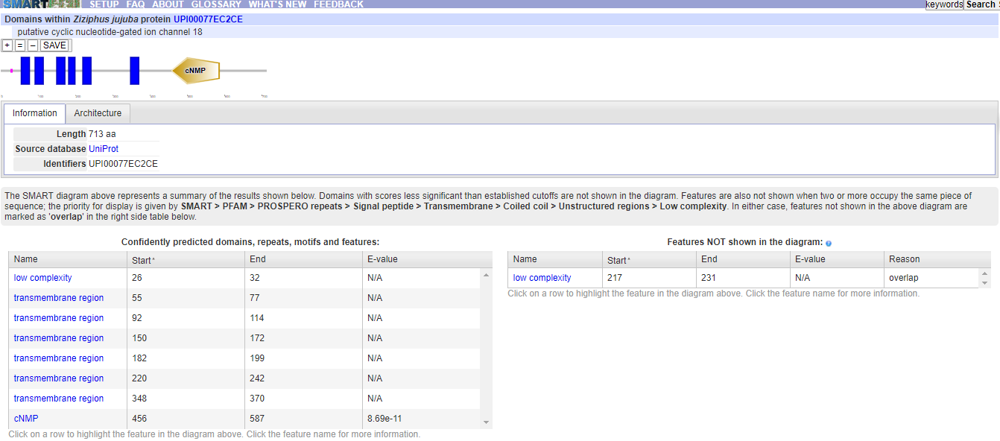 SMART SETUP FAQ ABOUT GLOSSARY WHAT'S NEW FEEDBACK keywords Search
Domains within Ziziphus jujuba protein UPI00077EC2CE
putative cyclic nucleotide-gated ion channel 18
+ = – SAVE
cNMP
100 200 300 400 500 600 700
Information Architecture
Length 713 aa
Source database UniProt
Identifiers UPI00077EC2CE
The SMART diagram above represents a summary of the results shown below. Domains with scores less significant than established cutoffs are not shown in the diagram. Features are also not shown when two or more occupy the same piece of
sequence; the priority for display is given by SMART > PFAM > PROSPERO repeats > Signal peptide > Transmembrane > Coiled coil > Unstructured regions > Low complexity. In either case, features not shown in the above diagram are
marked as 'overlap' in the right side table below.
Confidently predicted domains, repeats, motifs and features:
Name Start End E-value
low complexity 26 32 N/A
transmembrane region 55 77 N/A
transmembrane region 92 114 N/A
transmembrane region 150 172 N/A
transmembrane region 182 199 N/A
transmembrane region 220 242 N/A
transmembrane region 348 370 N/A
cNMP 456 587 8.69e-11
Click on a row to highlight the feature in the diagram above. Click the feature name for more information.
Features NOT shown in the diagram: ?
Name Start End E-value Reason
low complexity 217 231 N/A overlap
Click on a row to highlight the feature in the diagram above. Click the feature name for more information.